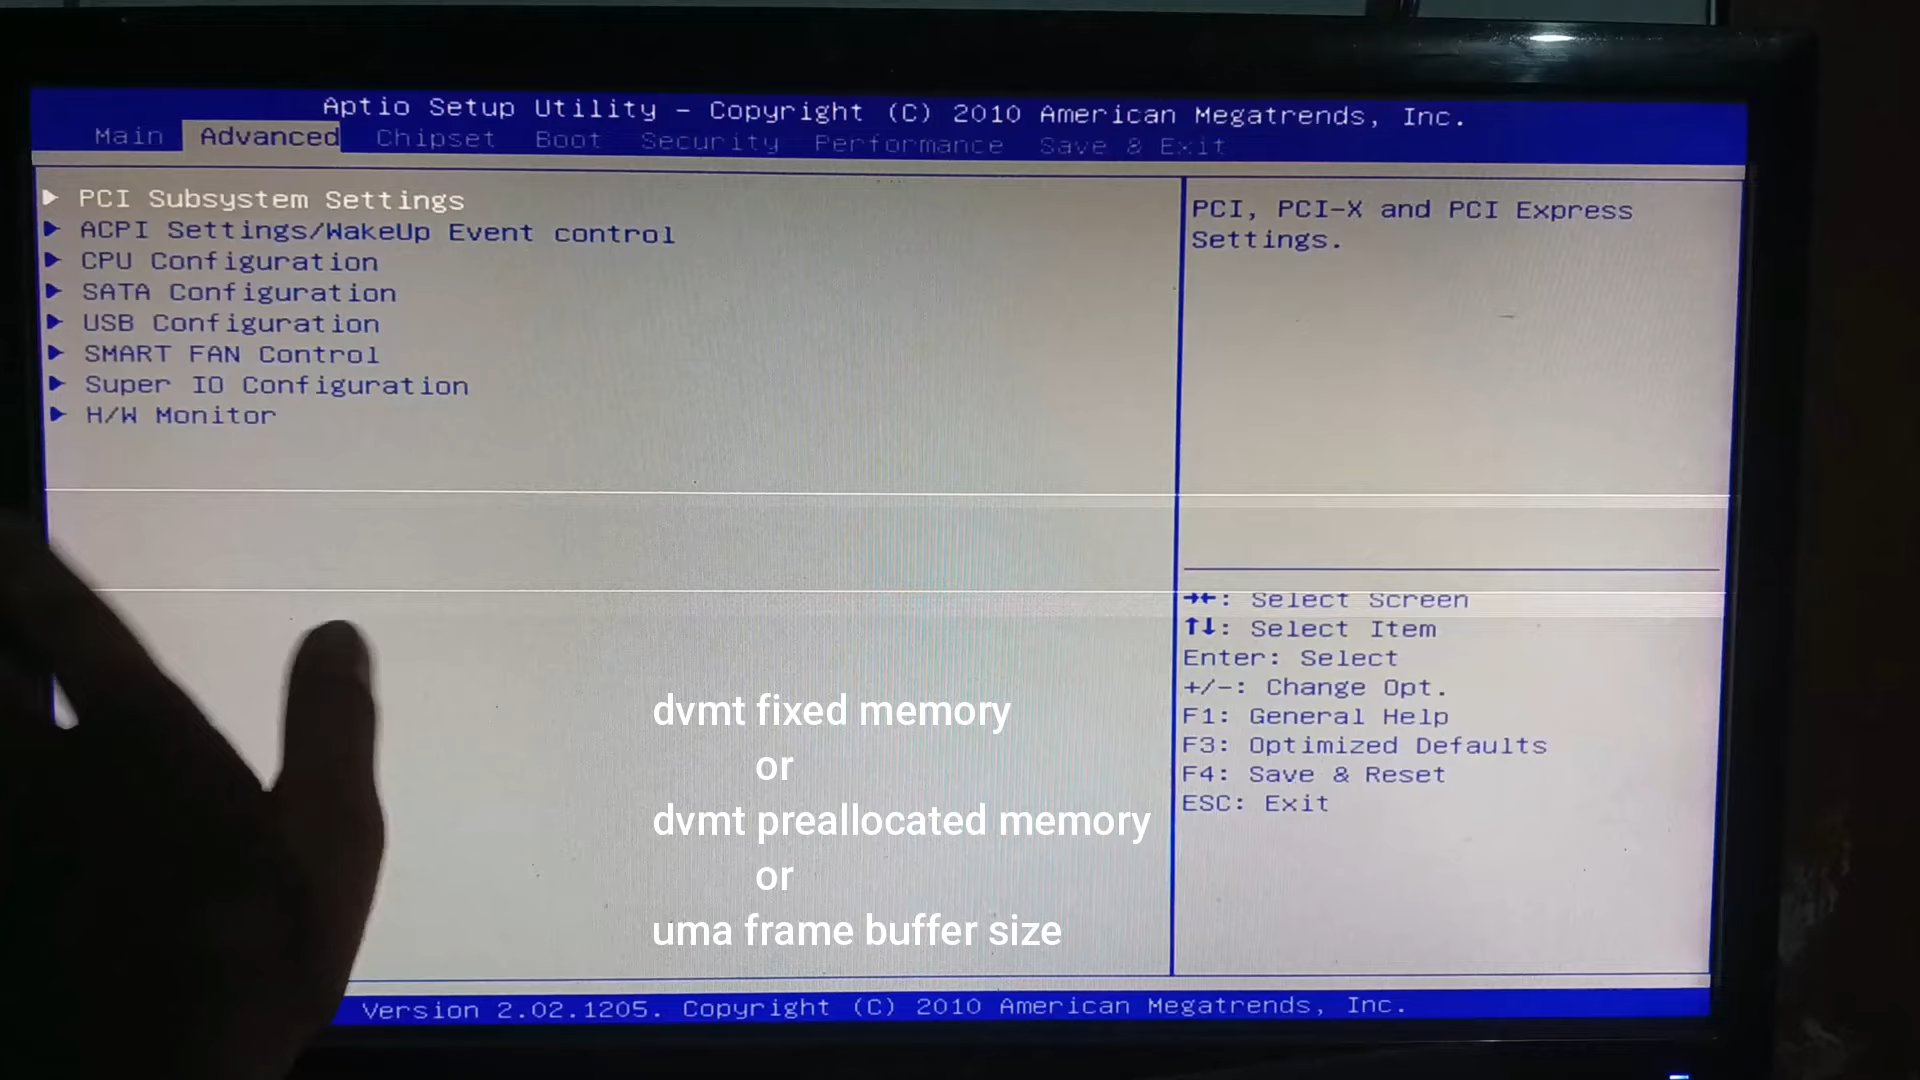 Aptio Setup Utility - Copyright (C) 2010 American Megatrends, Inc.
Main Advanced Chipset Boot Security Performance Save & Exit
PCI Subsystem Settings
ACPI Settings/WakeUp Event control
CPU Configuration
SATA Configuration
USB Configuration
SMART FAN Control
Super IO Configuration
H/W Monitor
PCI, PCI-X and PCI Express
Settings.
→←: Select Screen
↑↓: Select Item
Enter: Select
+/-: Change Opt.
F1: General Help
F3: Optimized Defaults
F4: Save & Reset
ESC: Exit
dvmt fixed memory
or
dvmt preallocated memory
or
uma frame buffer size
Version 2.02.1205. Copyright (C) 2010 American Megatrends, Inc.